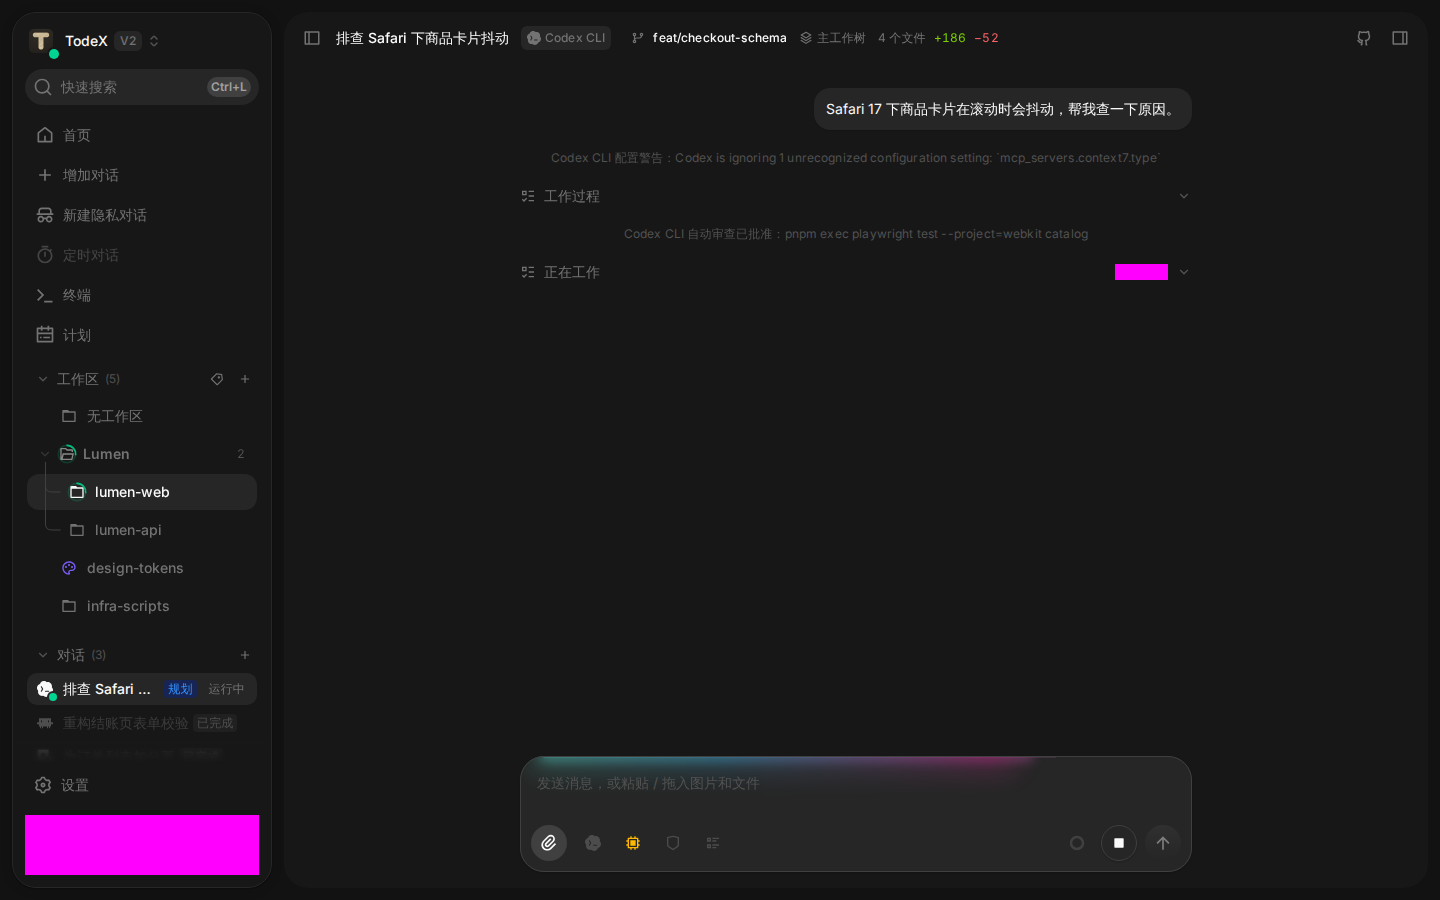 TodeX V2
快速搜索 Ctrl+L
首页
增加对话
新建隐私对话
定时对话
终端
计划
工作区 (5)
无工作区
Lumen 2
lumen-web
lumen-api
design-tokens
infra-scripts
对话 (3)
排查 Safari ... 规划 运行中
重构结账页表单校验 已完成
设置
排查 Safari 下商品卡片抖动 Codex CLI feat/checkout-schema 主工作树 4 个文件 +186 −52
Safari 17 下商品卡片在滚动时会抖动，帮我查一下原因。
Codex CLI 配置警告：Codex is ignoring 1 unrecognized configuration setting: `mcp_servers.context7.type`
工作过程
Codex CLI 自动审查已批准：pnpm exec playwright test --project=webkit catalog
正在工作
发送消息，或粘贴 / 拖入图片和文件